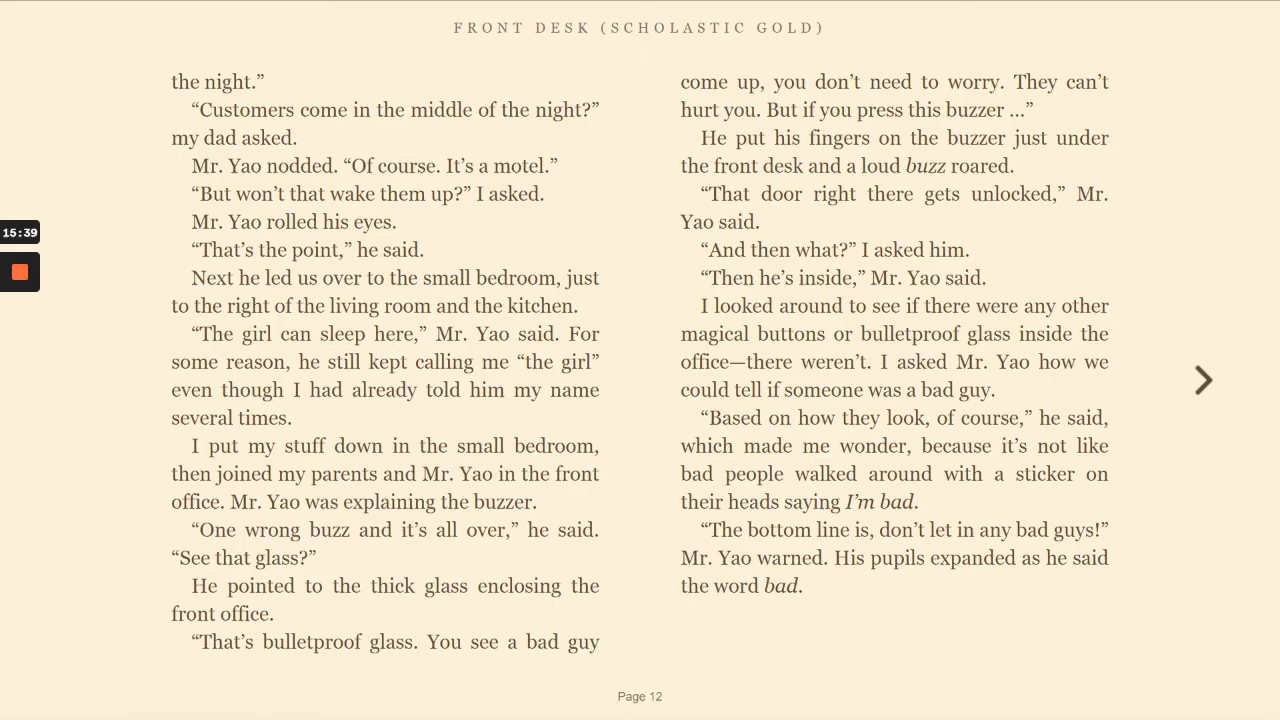 FRONT DESK (SCHOLASTIC GOLD)
the night.”
“Customers come in the middle of the night?”
my dad asked.
Mr. Yao nodded. “Of course. It’s a motel.”
“But won’t that wake them up?” I asked.
Mr. Yao rolled his eyes.
“That’s the point,” he said.
Next he led us over to the small bedroom, just
to the right of the living room and the kitchen.
“The girl can sleep here,” Mr. Yao said. For
some reason, he still kept calling me “the girl”
even though I had already told him my name
several times.
I put my stuff down in the small bedroom,
then joined my parents and Mr. Yao in the front
office. Mr. Yao was explaining the buzzer.
“One wrong buzz and it’s all over,” he said.
“See that glass?”
He pointed to the thick glass enclosing the
front office.
“That’s bulletproof glass. You see a bad guy
come up, you don’t need to worry. They can’t
hurt you. But if you press this buzzer ...”
He put his fingers on the buzzer just under
the front desk and a loud buzz roared.
“That door right there gets unlocked,” Mr.
Yao said.
“And then what?” I asked him.
“Then he’s inside,” Mr. Yao said.
I looked around to see if there were any other
magical buttons or bulletproof glass inside the
office—there weren’t. I asked Mr. Yao how we
could tell if someone was a bad guy.
“Based on how they look, of course,” he said,
which made me wonder, because it’s not like
bad people walked around with a sticker on
their heads saying I’m bad.
“The bottom line is, don’t let in any bad guys!”
Mr. Yao warned. His pupils expanded as he said
the word bad.
15:39
Page 12